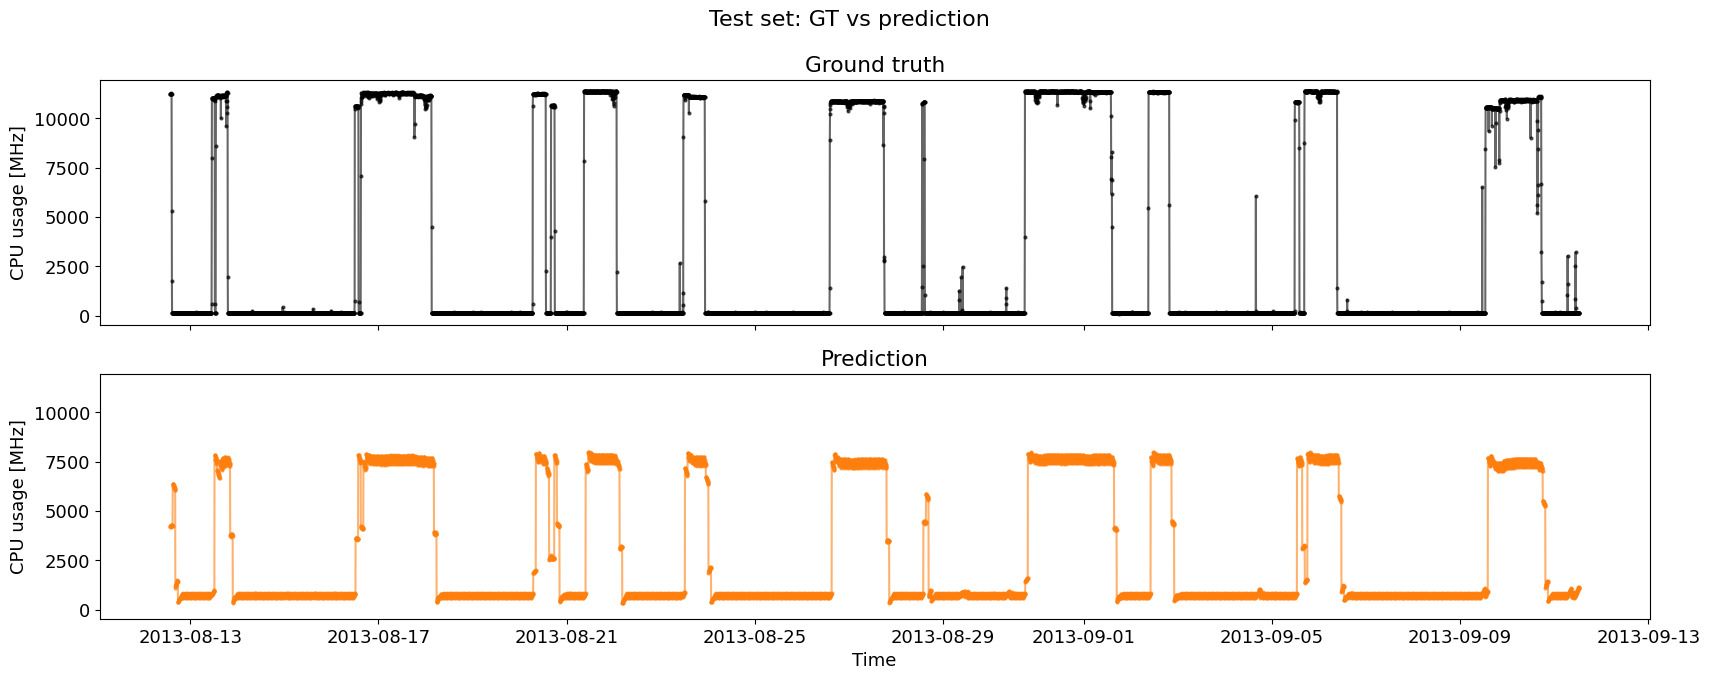 Test set: GT vs prediction
Ground truth
CPU usage [MHz]
10000
7500
5000
2500
0
Prediction
CPU usage [MHz]
10000
7500
5000
2500
0
2013-08-13 2013-08-17 2013-08-21 2013-08-25 2013-08-29 2013-09-01 2013-09-05 2013-09-09 2013-09-13
Time